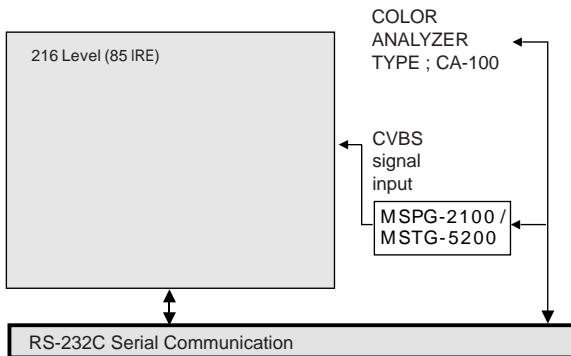 216 Level (85 IRE)
COLOR
ANALYZER
TYPE ; CA-100
CVBS
signal
input
MSPG-2100 /
MSTG-5200
RS-232C Serial Communication